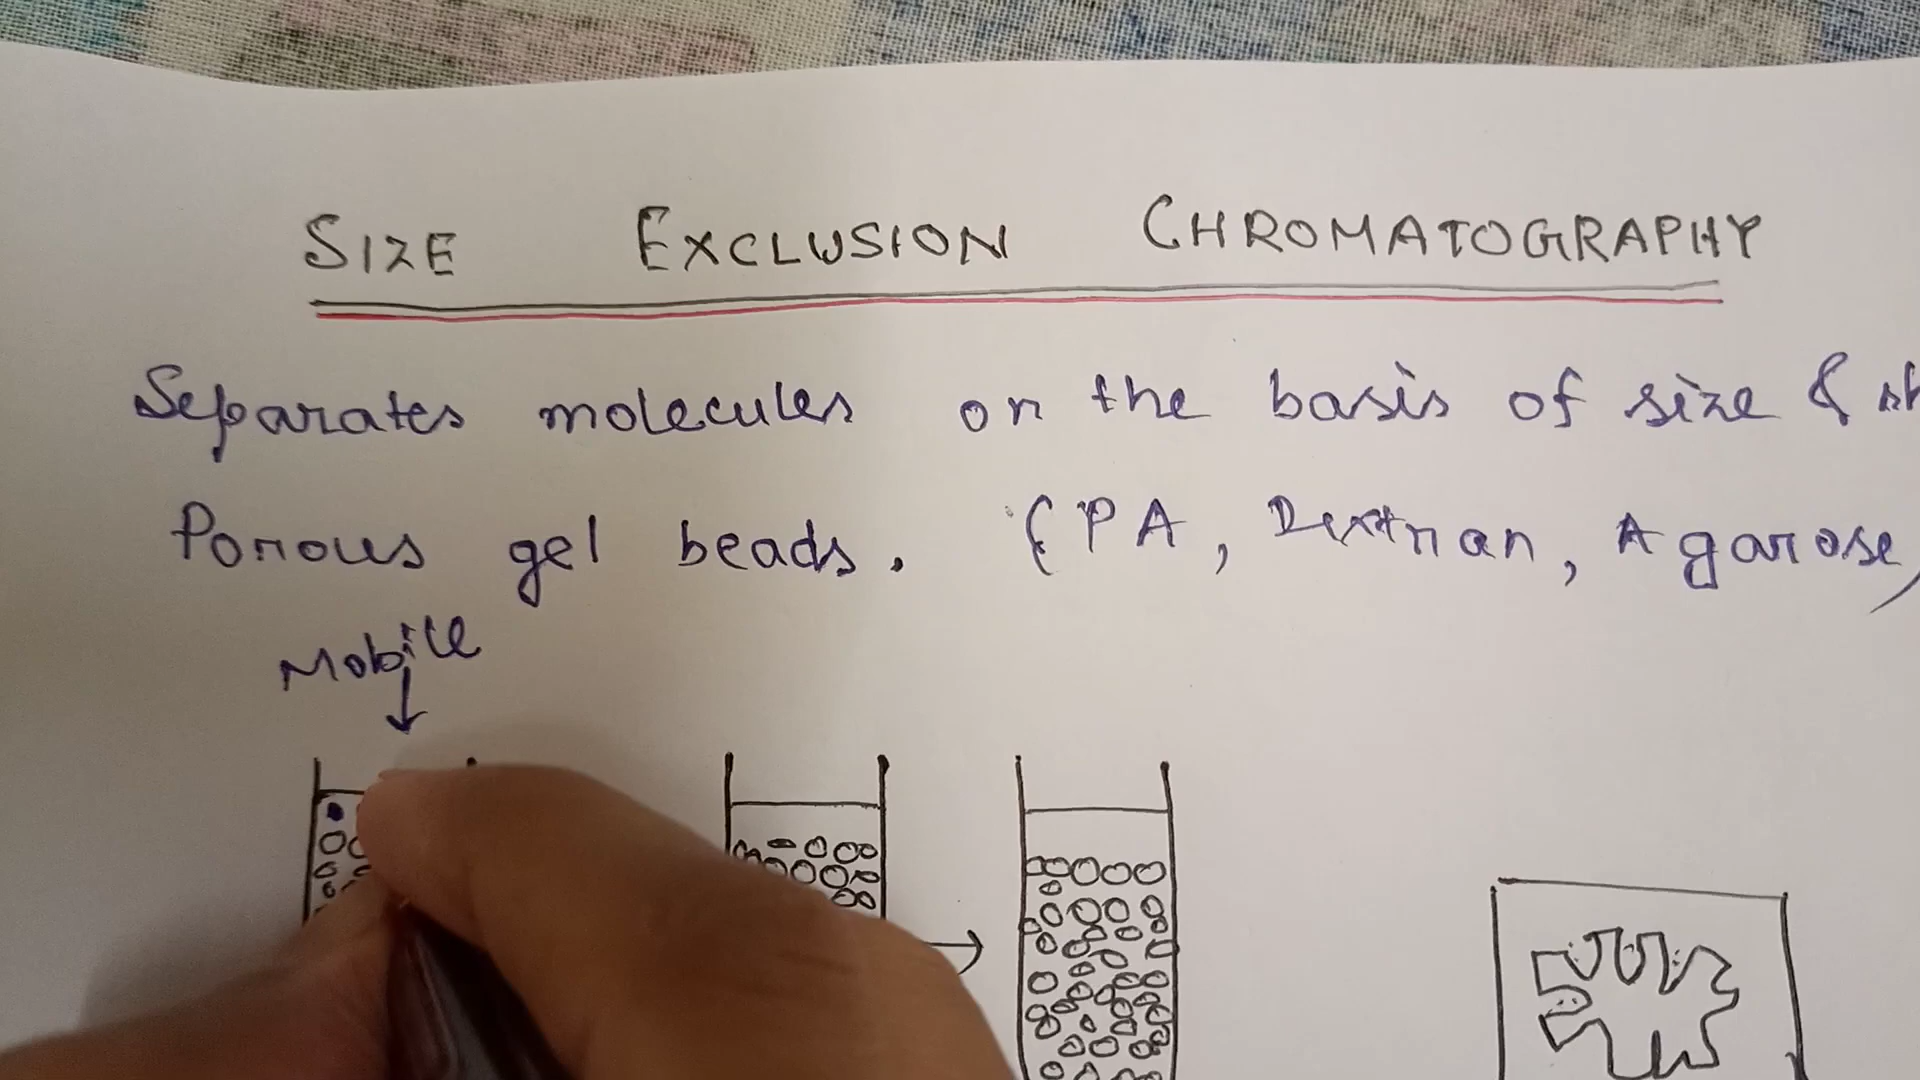 SIZE EXCLUSION CHROMATOGRAPHY
Separates molecules on the basis of size &
Porous gel beads. (PA, Dextran, Agarose)
Mobile